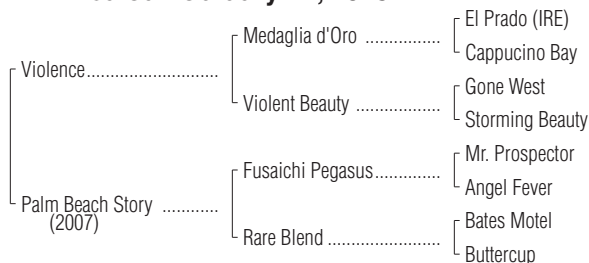 El Prado (IRE)
Medaglia d'Oro
Cappucino Bay
Violence
Gone West
Violent Beauty
Storming Beauty
Mr. Prospector
Fusaichi Pegasus
Angel Fever
Palm Beach Story
(2007)
Bates Motel
Rare Blend
Buttercup